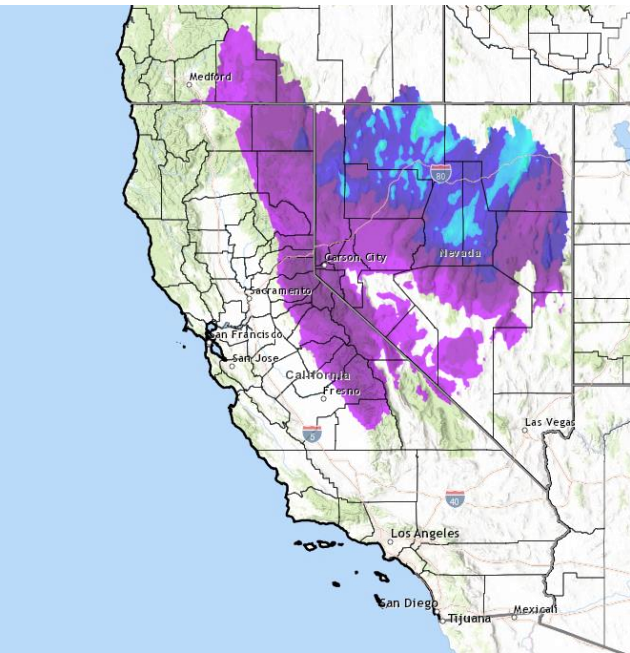 Medford
80
Carson City
Nevada
Sacramento
San Francisco
San Jose
California
Fresno
Las Vegas
5
40
Los Angeles
San Diego
Tijuana
Mexicali